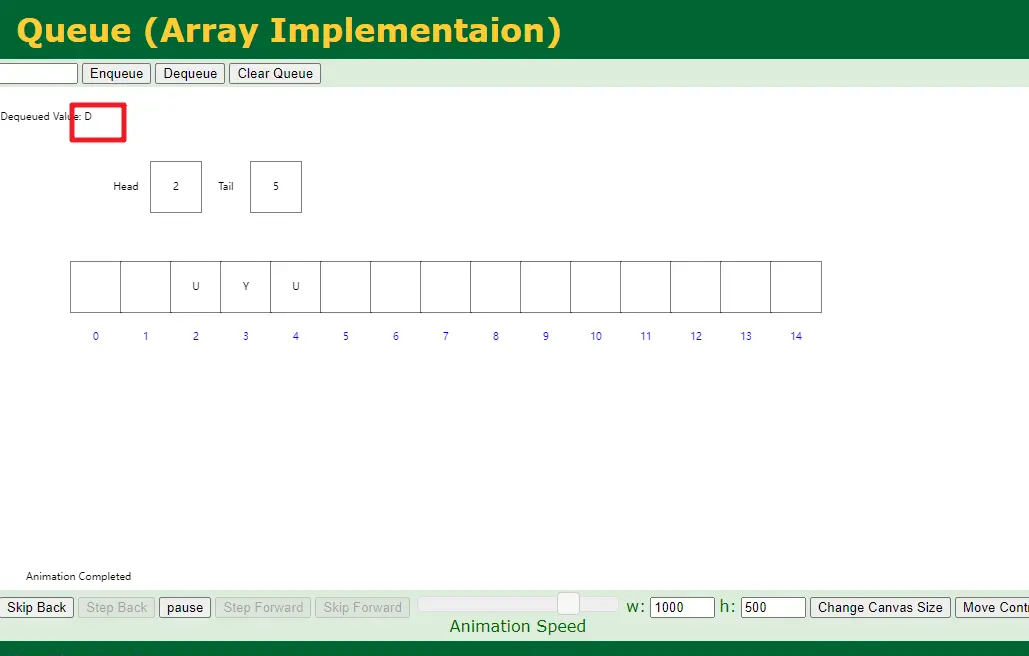 Queue (Array Implementaion)
Enqueue Dequeue Clear Queue
Dequeued Value: D
Head 2 Tail 5
U Y U
0 1 2 3 4 5 6 7 8 9 10 11 12 13 14
Animation Completed
Skip Back Step Back pause Step Forward Skip Forward w: 1000 h: 500 Change Canvas Size Move Contr
Animation Speed